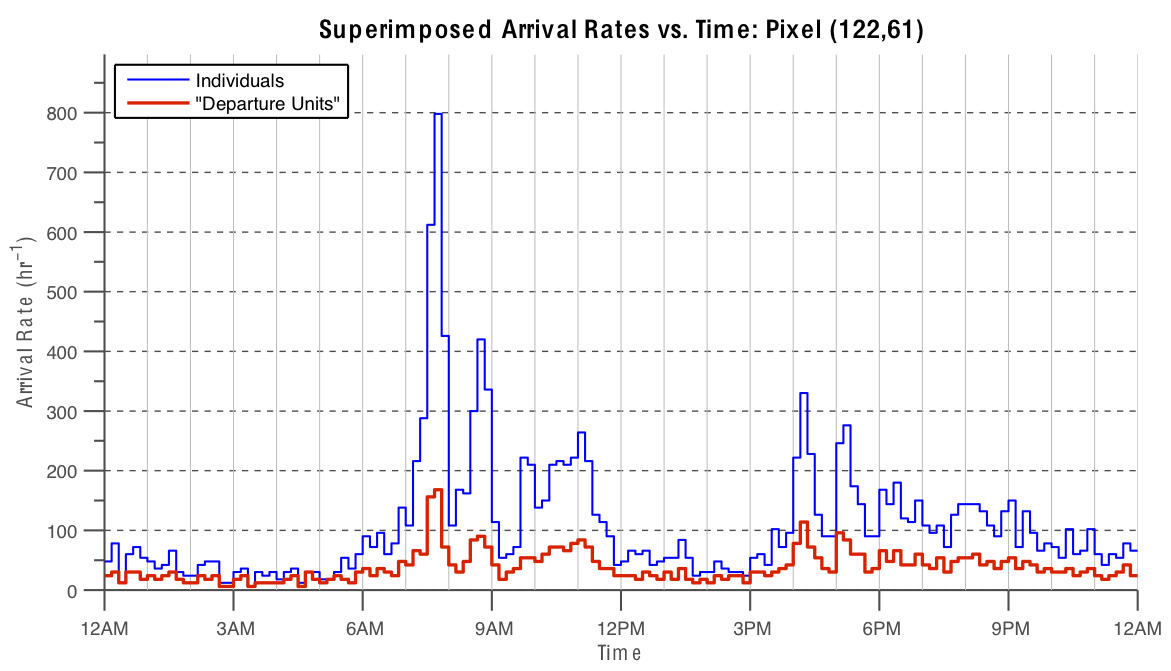 Superimposed Arrival Rates vs. Time: Pixel (122,61)
Individuals
"Departure Units"
Arrival Rate (hr⁻¹)
800
700
600
500
400
300
200
100
0
12AM 3AM 6AM 9AM 12PM 3PM 6PM 9PM 12AM
Time